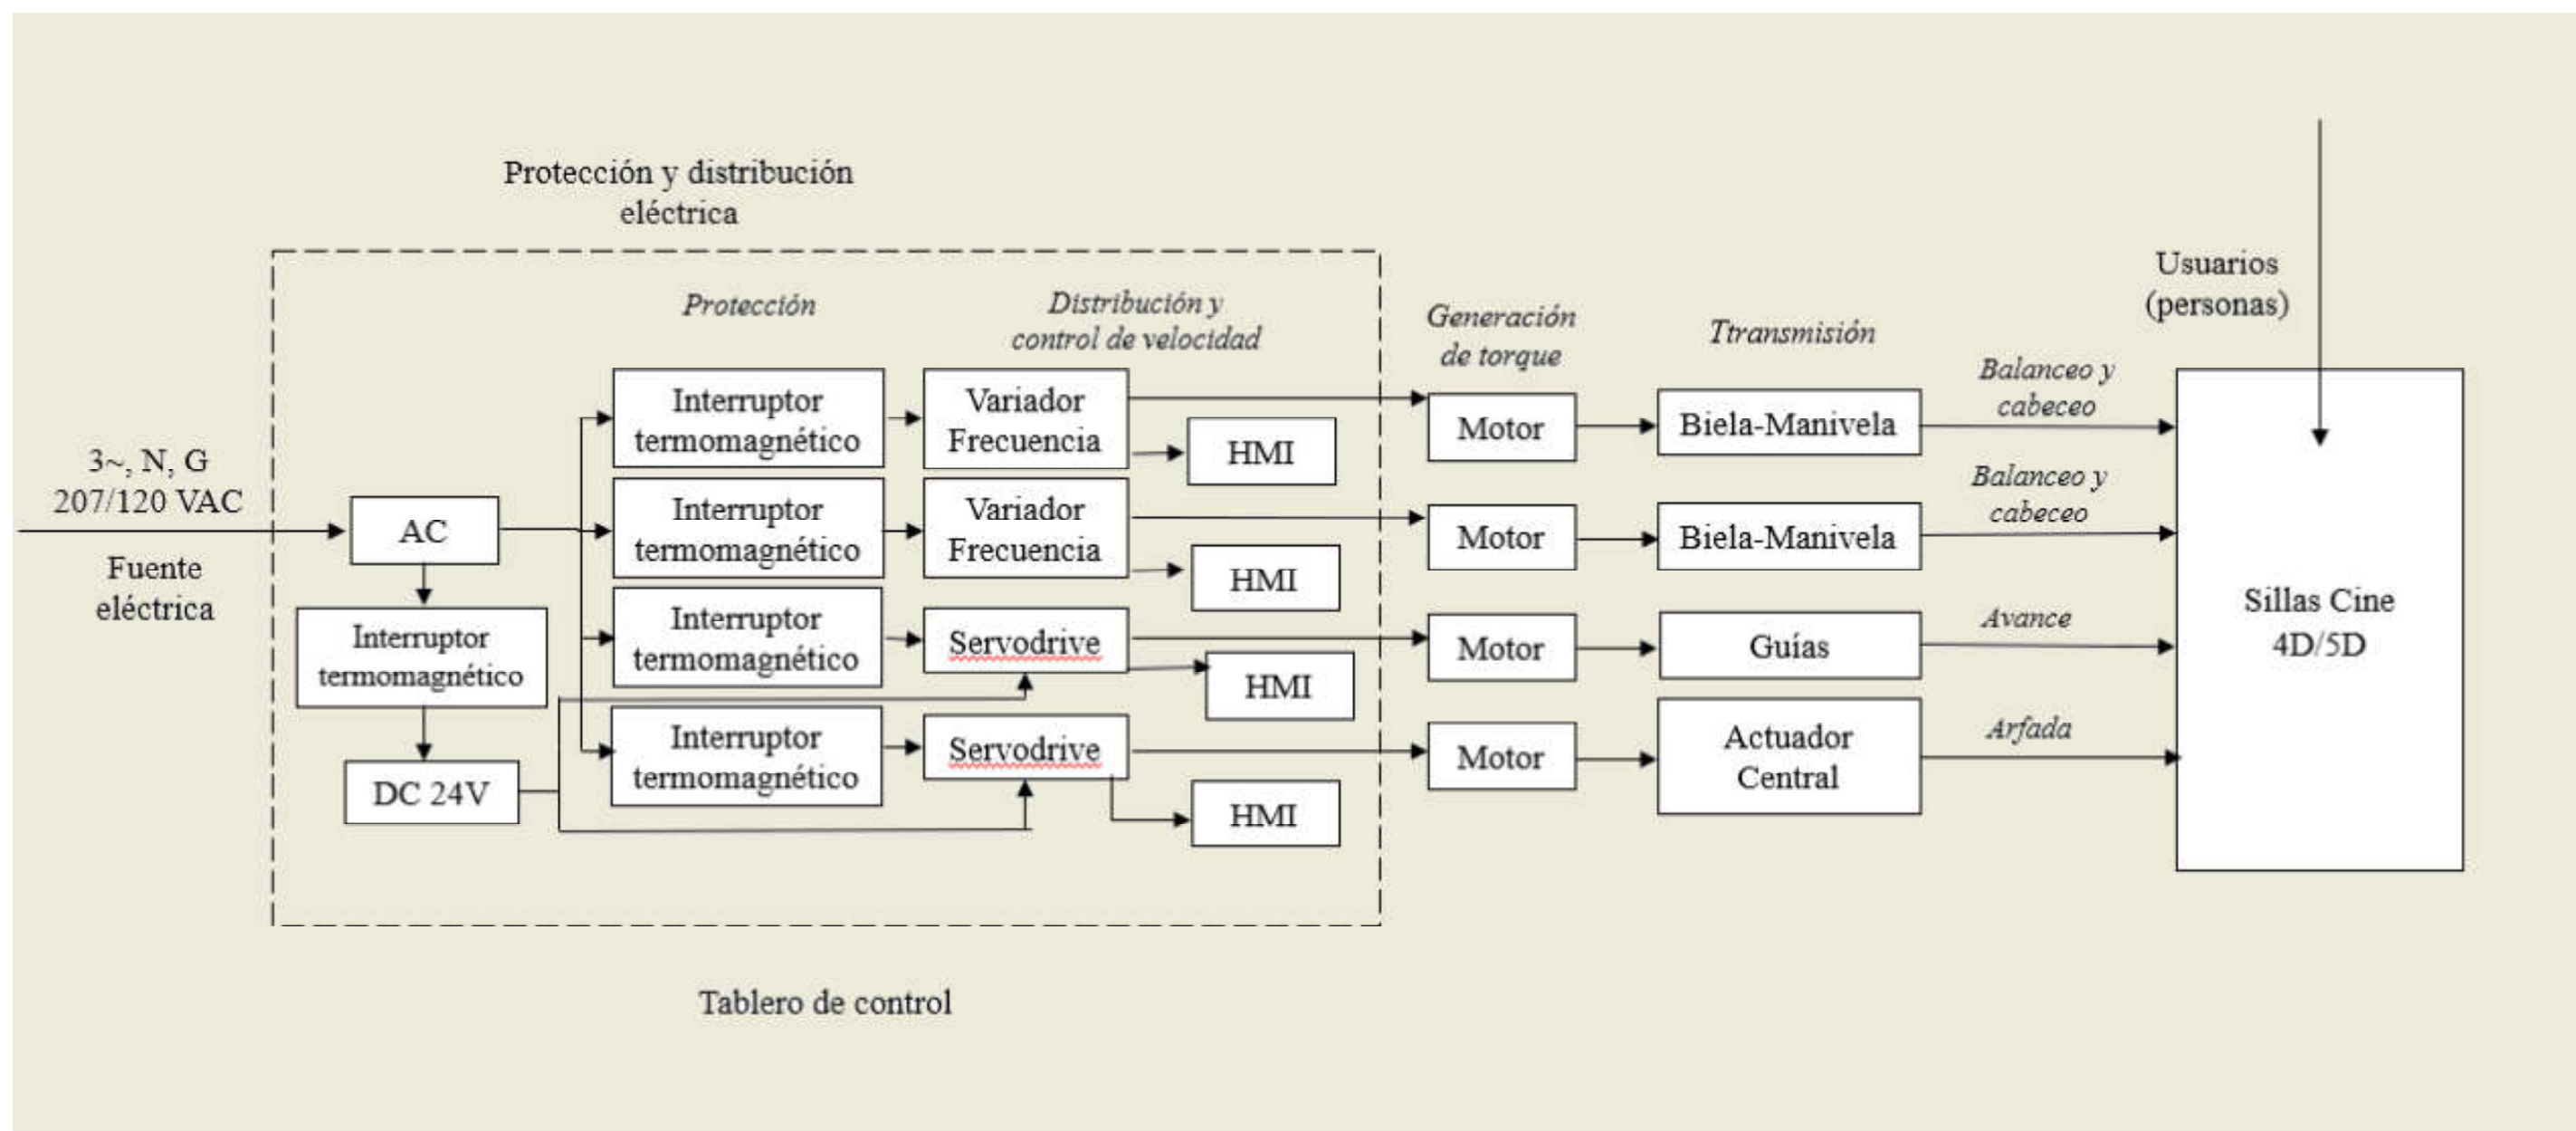 Protección y distribución
eléctrica
Protección
Distribución y
control de velocidad
Generación
de torque
Ttransmisión
Usuarios
(personas)
3~, N, G
207/120 VAC
Fuente
eléctrica
AC
Interruptor
termomagnético
DC 24V
Interruptor
termomagnético
Variador
Frecuencia
HMI
Motor
Biela-Manivela
Balanceo y
cabeceo
Interruptor
termomagnético
Variador
Frecuencia
HMI
Motor
Biela-Manivela
Balanceo y
cabeceo
Interruptor
termomagnético
Servodrive
HMI
Motor
Guías
Avance
Interruptor
termomagnético
Servodrive
HMI
Motor
Actuador
Central
Arfada
Sillas Cine
4D/5D
Tablero de control